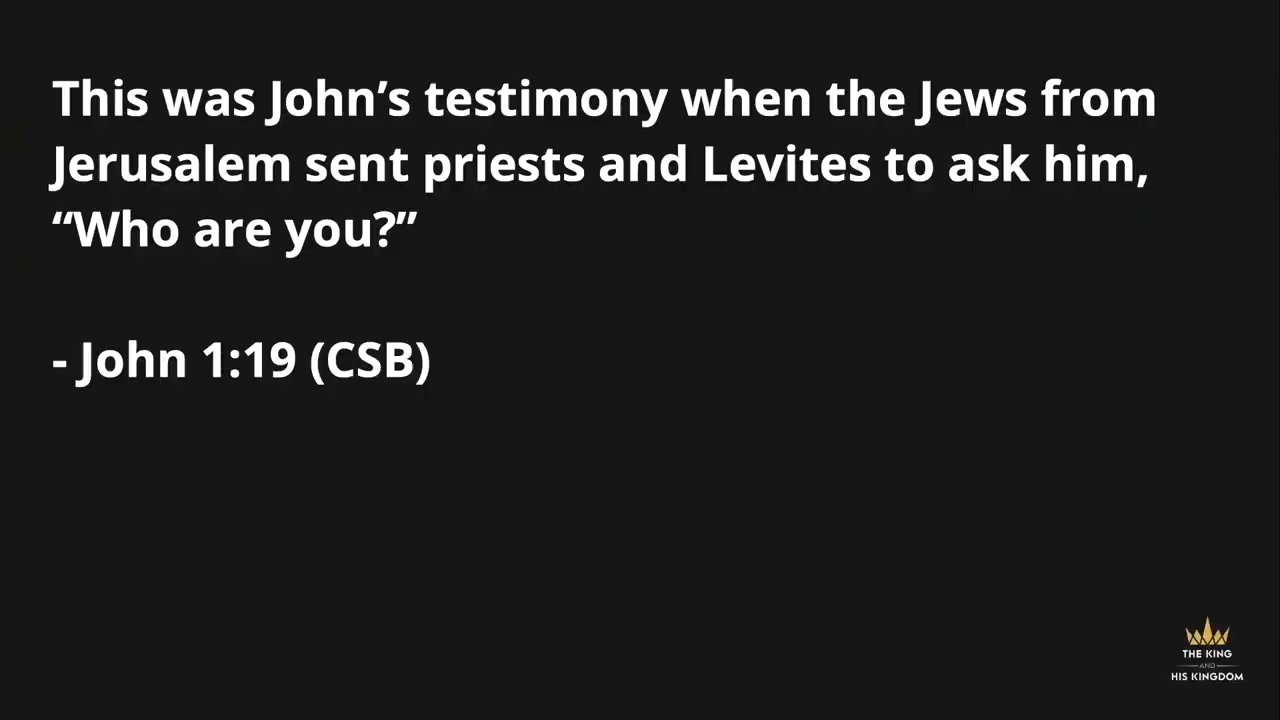 This was John’s testimony when the Jews from
Jerusalem sent priests and Levites to ask him,
“Who are you?”
- John 1:19 (CSB)
THE KING
AND
HIS KINGDOM